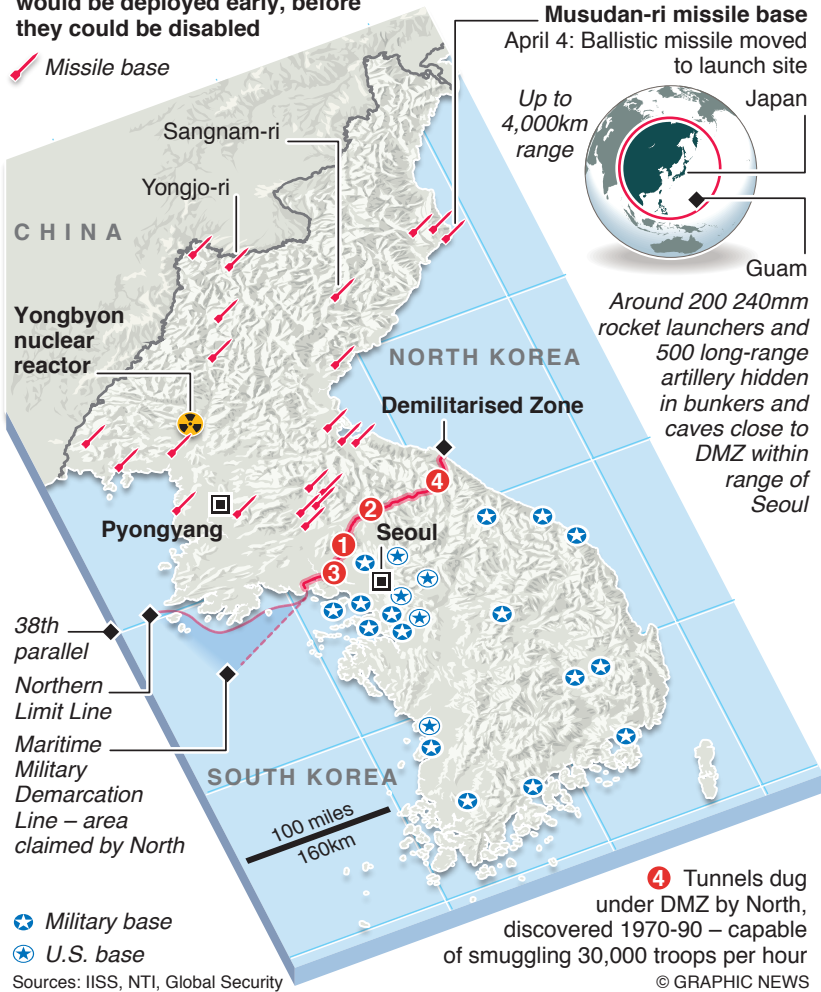 would be deployed early, before
they could be disabled
Missile base
Musudan-ri missile base
April 4: Ballistic missile moved
to launch site
Up to
4,000km
range
Japan
Guam
Sangnam-ri
Yongjo-ri
CHINA
Yongbyon
nuclear
reactor
NORTH KOREA
Around 200 240mm
rocket launchers and
500 long-range
artillery hidden
in bunkers and
caves close to
DMZ within
range of
Seoul
Demilitarised Zone
4
2
1
3
Pyongyang
Seoul
38th
parallel
Northern
Limit Line
Maritime
Military
Demarcation
Line – area
claimed by North
SOUTH KOREA
100 miles
160km
4 Tunnels dug
under DMZ by North,
discovered 1970-90 – capable
of smuggling 30,000 troops per hour
Military base
U.S. base
Sources: IISS, NTI, Global Security
© GRAPHIC NEWS